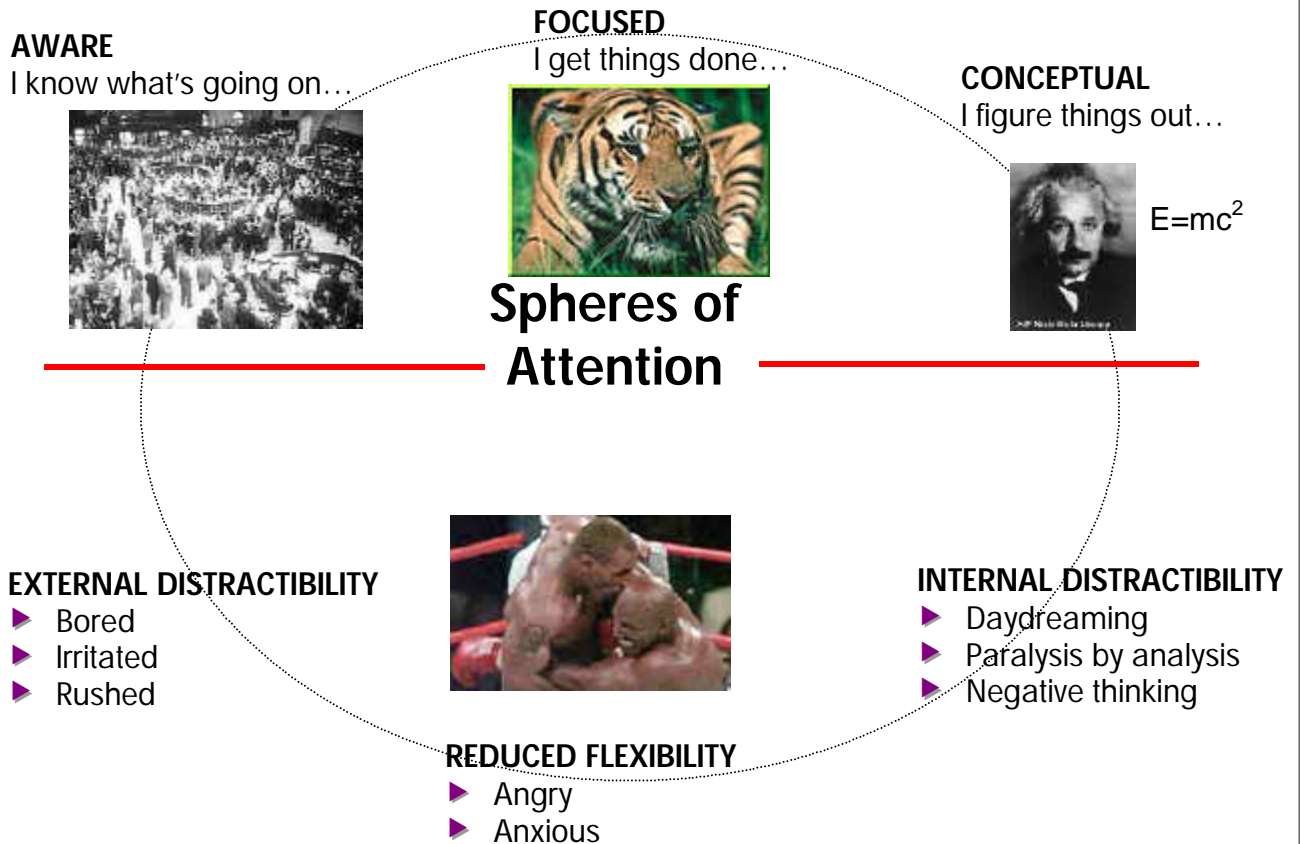 AWARE
I know what's going on…
FOCUSED
I get things done…
CONCEPTUAL
I figure things out…
E=mc²
Spheres of
Attention
EXTERNAL DISTRACTIBILITY
Bored
Irritated
Rushed
INTERNAL DISTRACTIBILITY
Daydreaming
Paralysis by analysis
Negative thinking
REDUCED FLEXIBILITY
Angry
Anxious